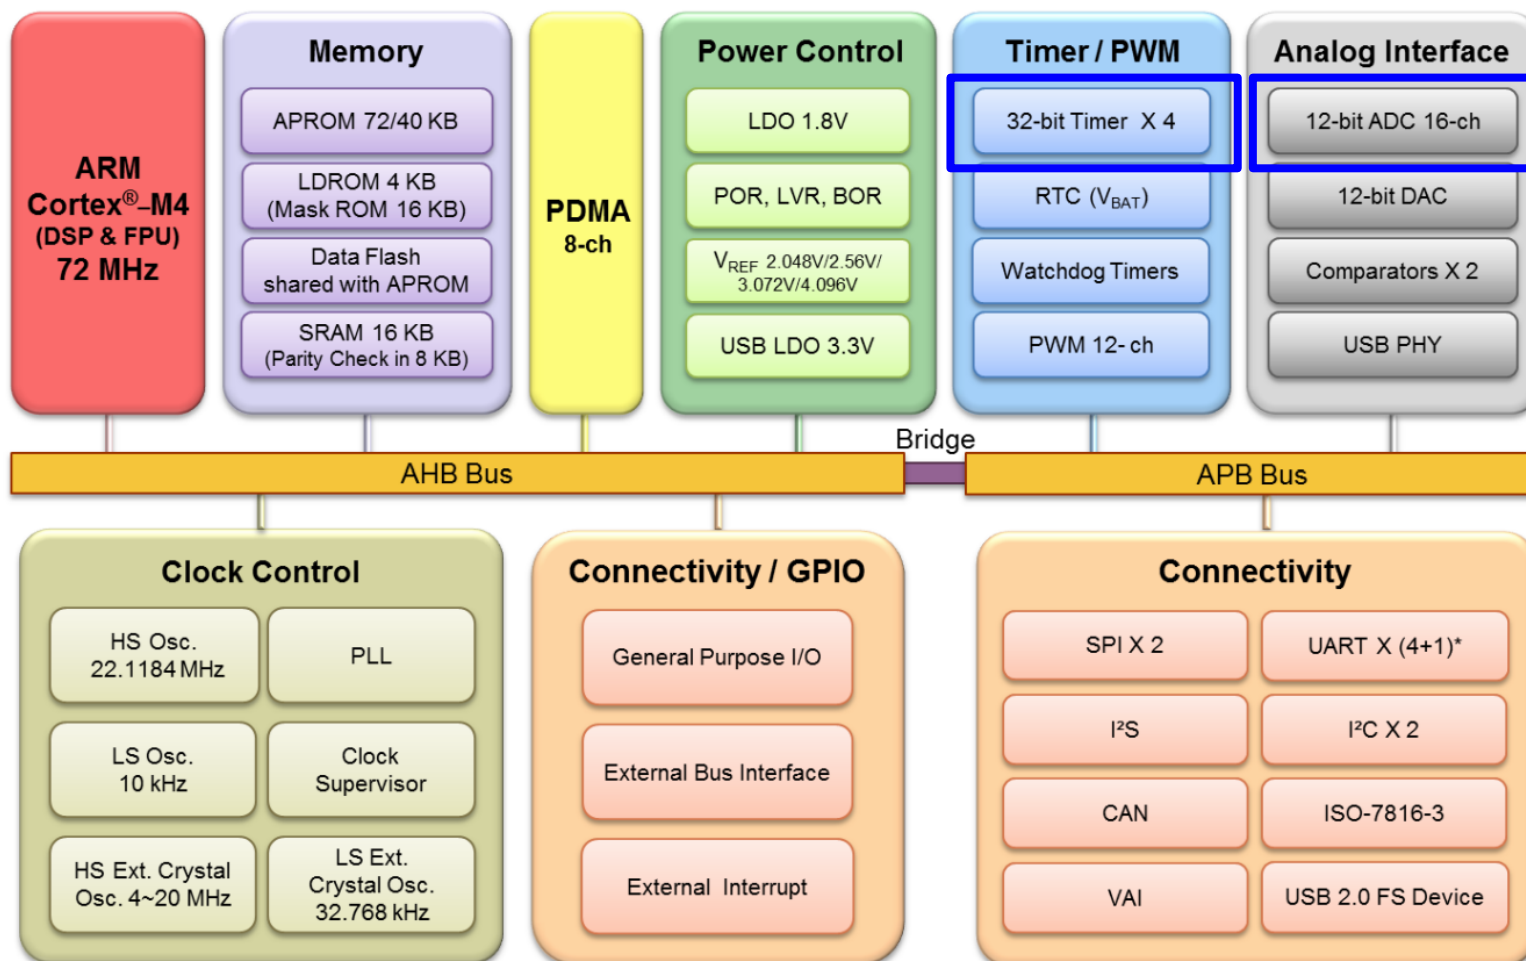 ARM
Cortex®–M4
(DSP & FPU)
72 MHz
Memory
APROM 72/40 KB
LDROM 4 KB
(Mask ROM 16 KB)
Data Flash
shared with APROM
SRAM 16 KB
(Parity Check in 8 KB)
PDMA
8-ch
Power Control
LDO 1.8V
POR, LVR, BOR
VREF 2.048V/2.56V/
3.072V/4.096V
USB LDO 3.3V
Timer / PWM
32-bit Timer X 4
RTC (VBAT)
Watchdog Timers
PWM 12- ch
Analog Interface
12-bit ADC 16-ch
12-bit DAC
Comparators X 2
USB PHY
AHB Bus
Bridge
APB Bus
Clock Control
HS Osc.
22.1184 MHz
PLL
LS Osc.
10 kHz
Clock
Supervisor
HS Ext. Crystal
Osc. 4~20 MHz
LS Ext.
Crystal Osc.
32.768 kHz
Connectivity / GPIO
General Purpose I/O
External Bus Interface
External Interrupt
Connectivity
SPI X 2
UART X (4+1)*
I²S
I²C X 2
CAN
ISO-7816-3
VAI
USB 2.0 FS Device